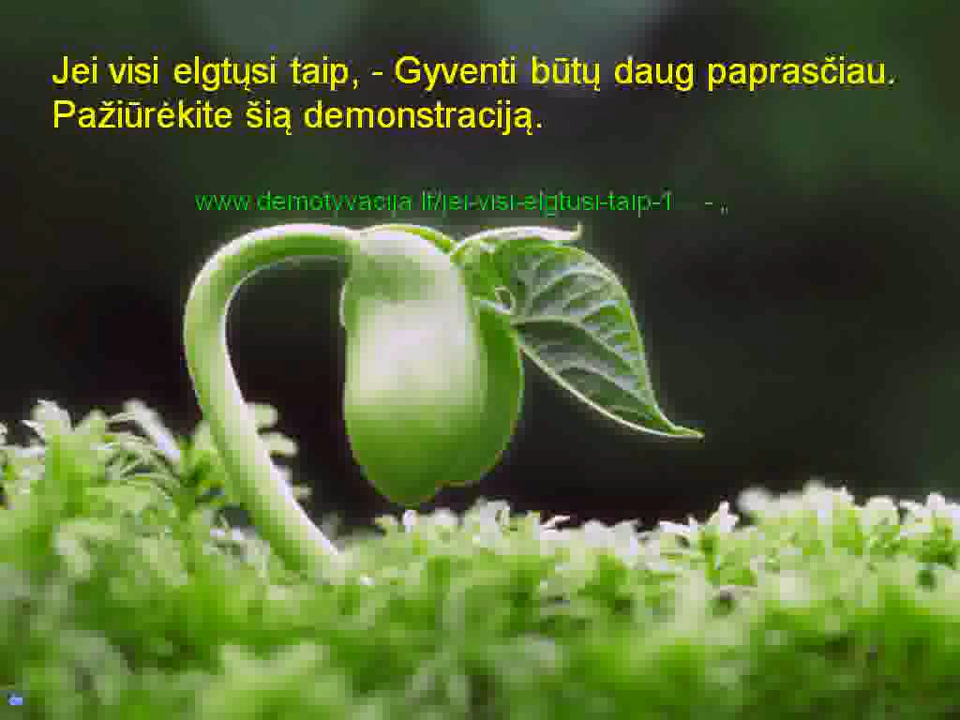 Jei visi elgtųsi taip, - Gyventi būtų daug paprasčiau.
Pažiūrėkite šią demonstraciją.
www.demotyvacija.lt/jei-visi-elgtusi-taip-1 - „